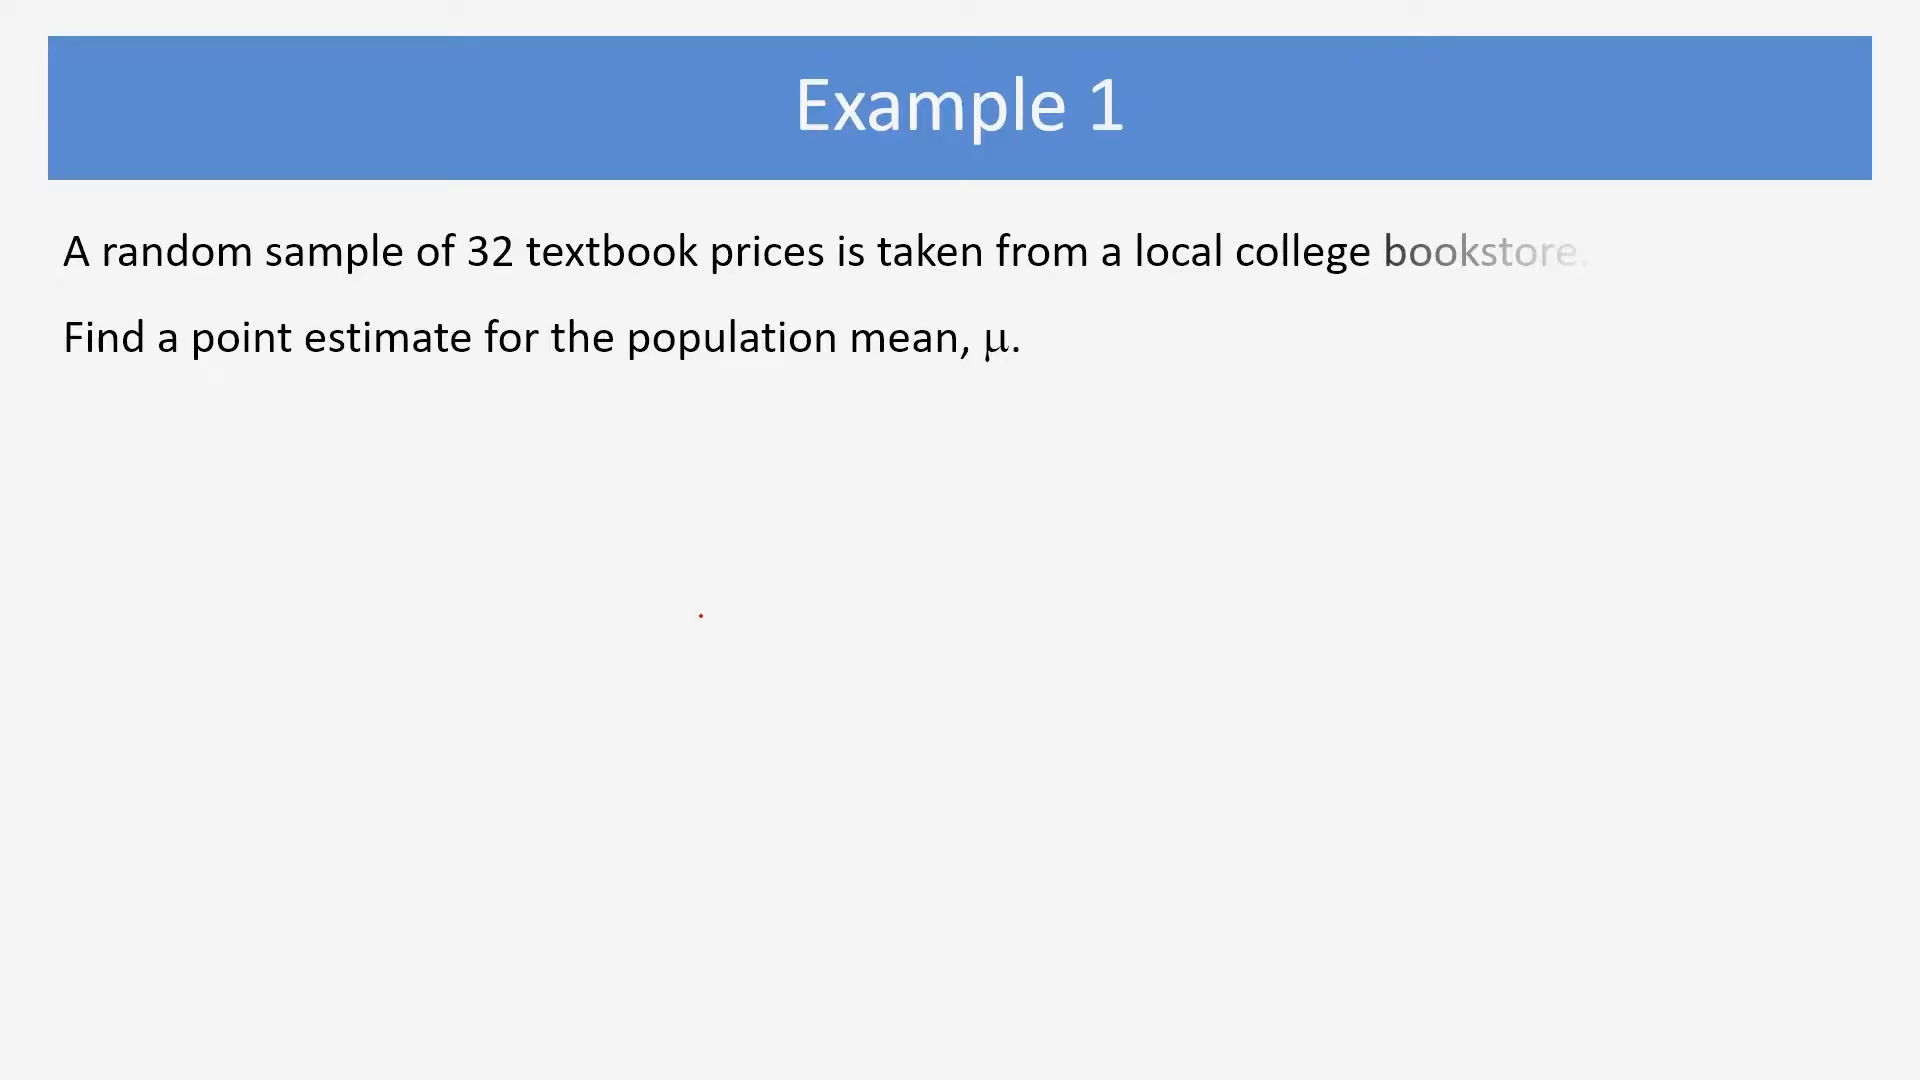 Example 1
A random sample of 32 textbook prices is taken from a local college bookstore.
Find a point estimate for the population mean, μ.